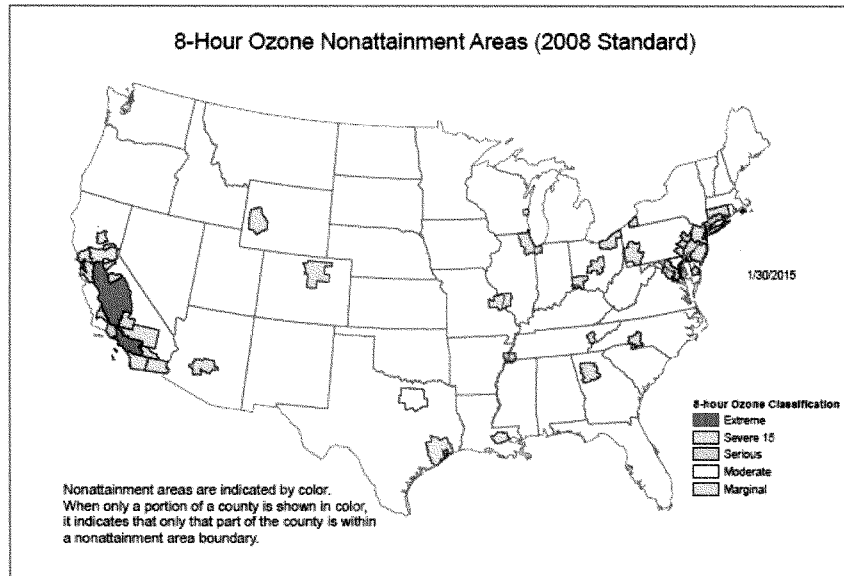 8-Hour Ozone Nonattainment Areas (2008 Standard)
1/30/2015
8-hour Ozone Classification
Extreme
Severe 15
Serious
Moderate
Marginal
Nonattainment areas are indicated by color.
When only a portion of a county is shown in color,
it indicates that only that part of the county is within
a nonattainment area boundary.